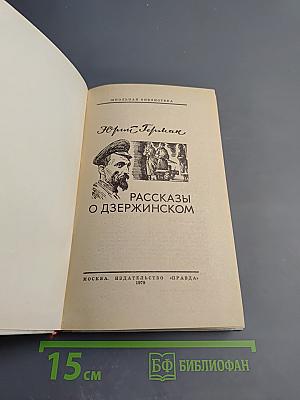 ШКОЛЬНАЯ БИБЛИОТЕКА
Юрий Герман
РАССКАЗЫ
О ДЗЕРЖИНСКОМ
МОСКВА. ИЗДАТЕЛЬСТВО «ПРАВДА»
1979
15 см
БФ БИБЛИОФАН